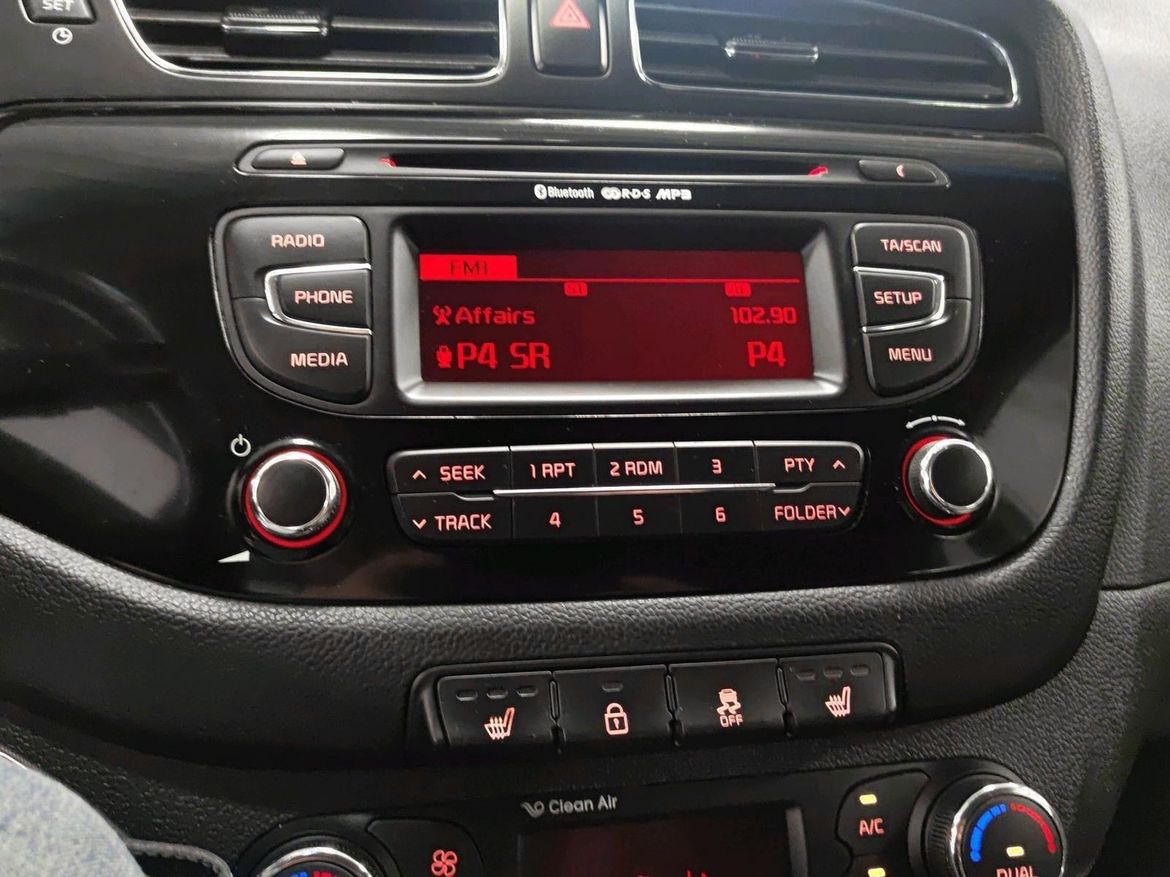 SET
Bluetooth R·D·S MP3
RADIO
TA/SCAN
FM1
PHONE
SETUP
Affairs 102.90
MEDIA
P4 SR P4
MENU
SEEK 1 RPT 2 RDM 3 PTY
TRACK 4 5 6 FOLDER
OFF
Clean Air
A/C
DUAL